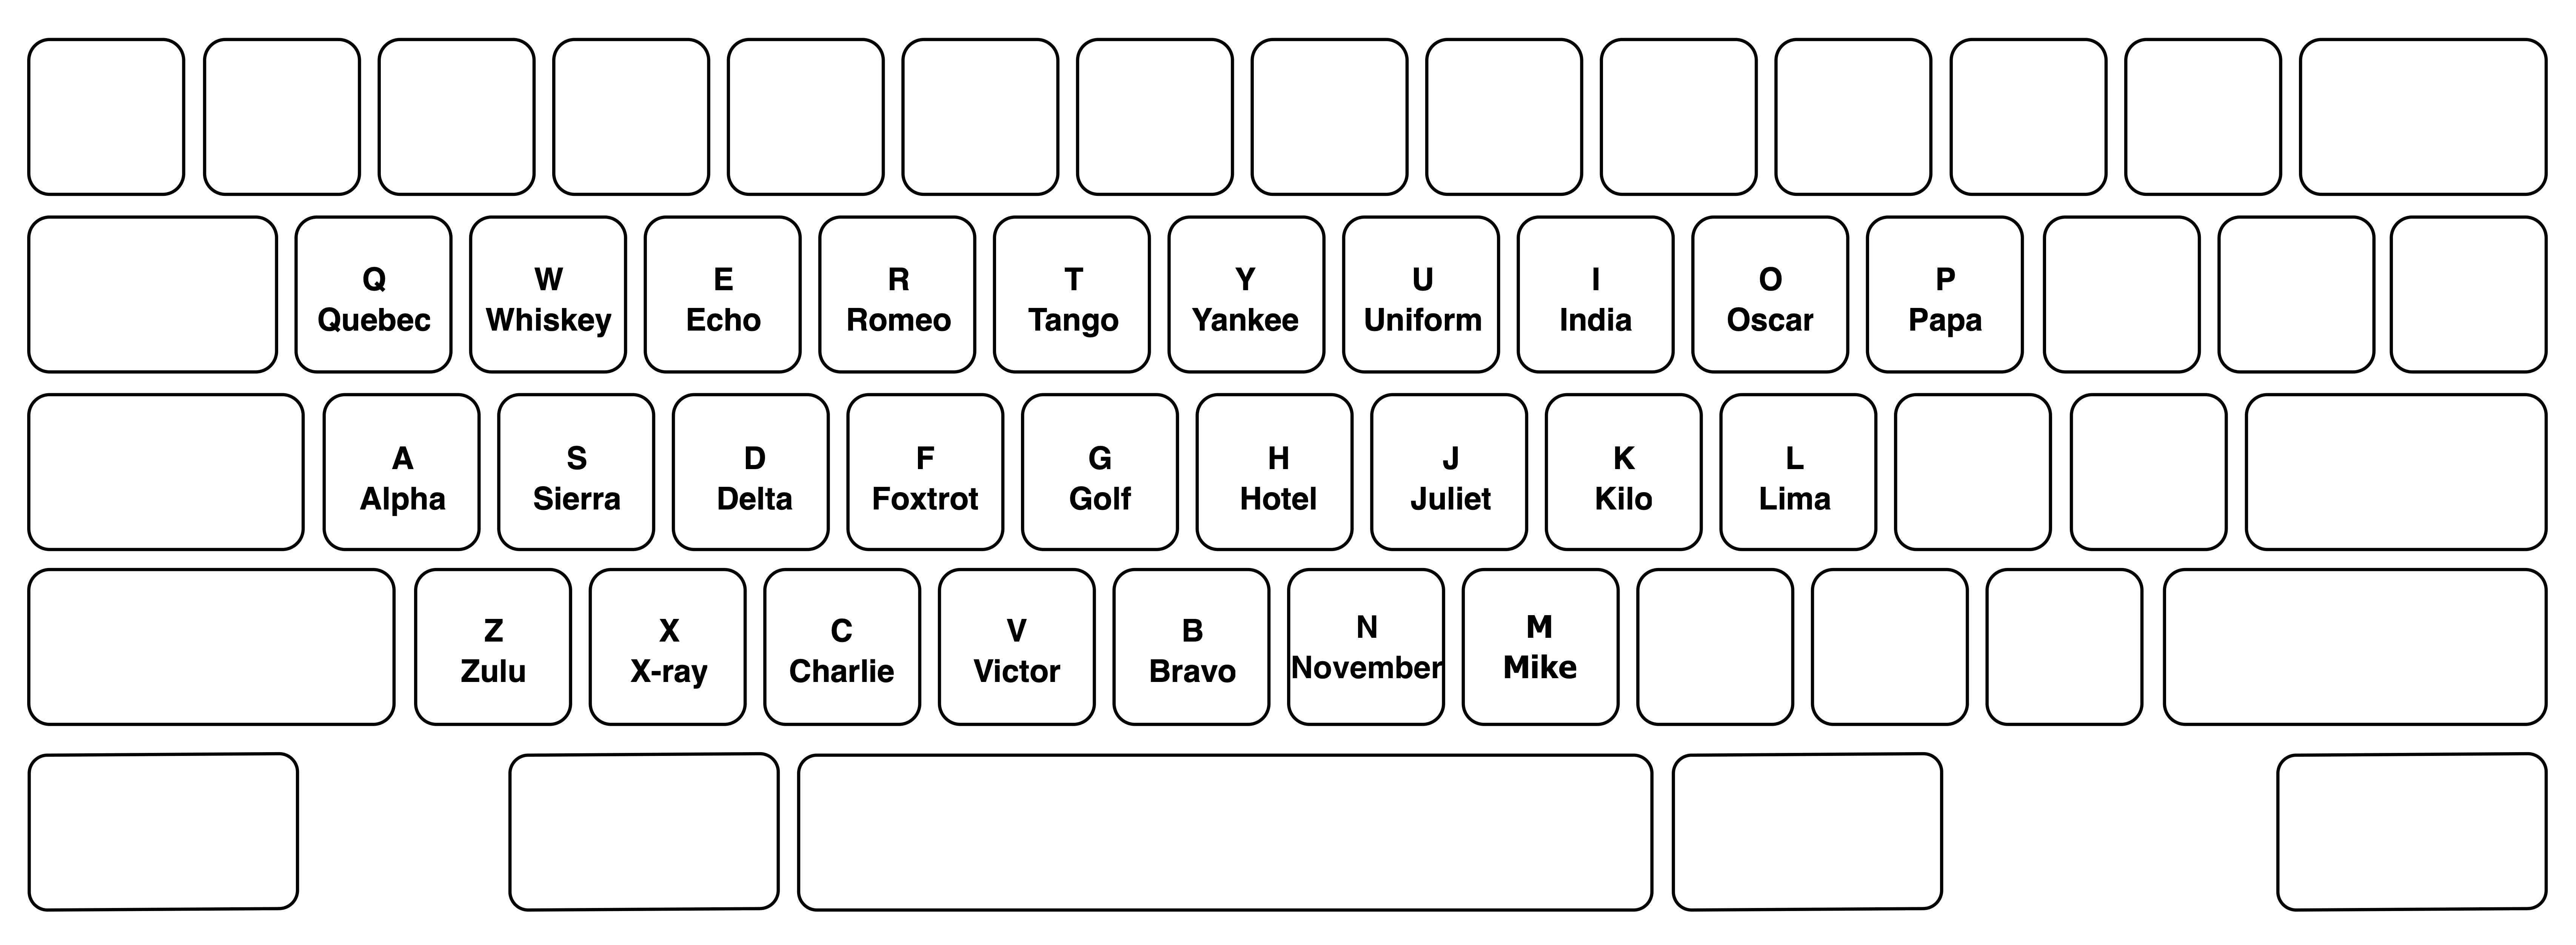 Q
Quebec
W
Whiskey
E
Echo
R
Romeo
T
Tango
Y
Yankee
U
Uniform
I
India
O
Oscar
P
Papa
A
Alpha
S
Sierra
D
Delta
F
Foxtrot
G
Golf
H
Hotel
J
Juliet
K
Kilo
L
Lima
Z
Zulu
X
X-ray
C
Charlie
V
Victor
B
Bravo
N
November
M
Mike